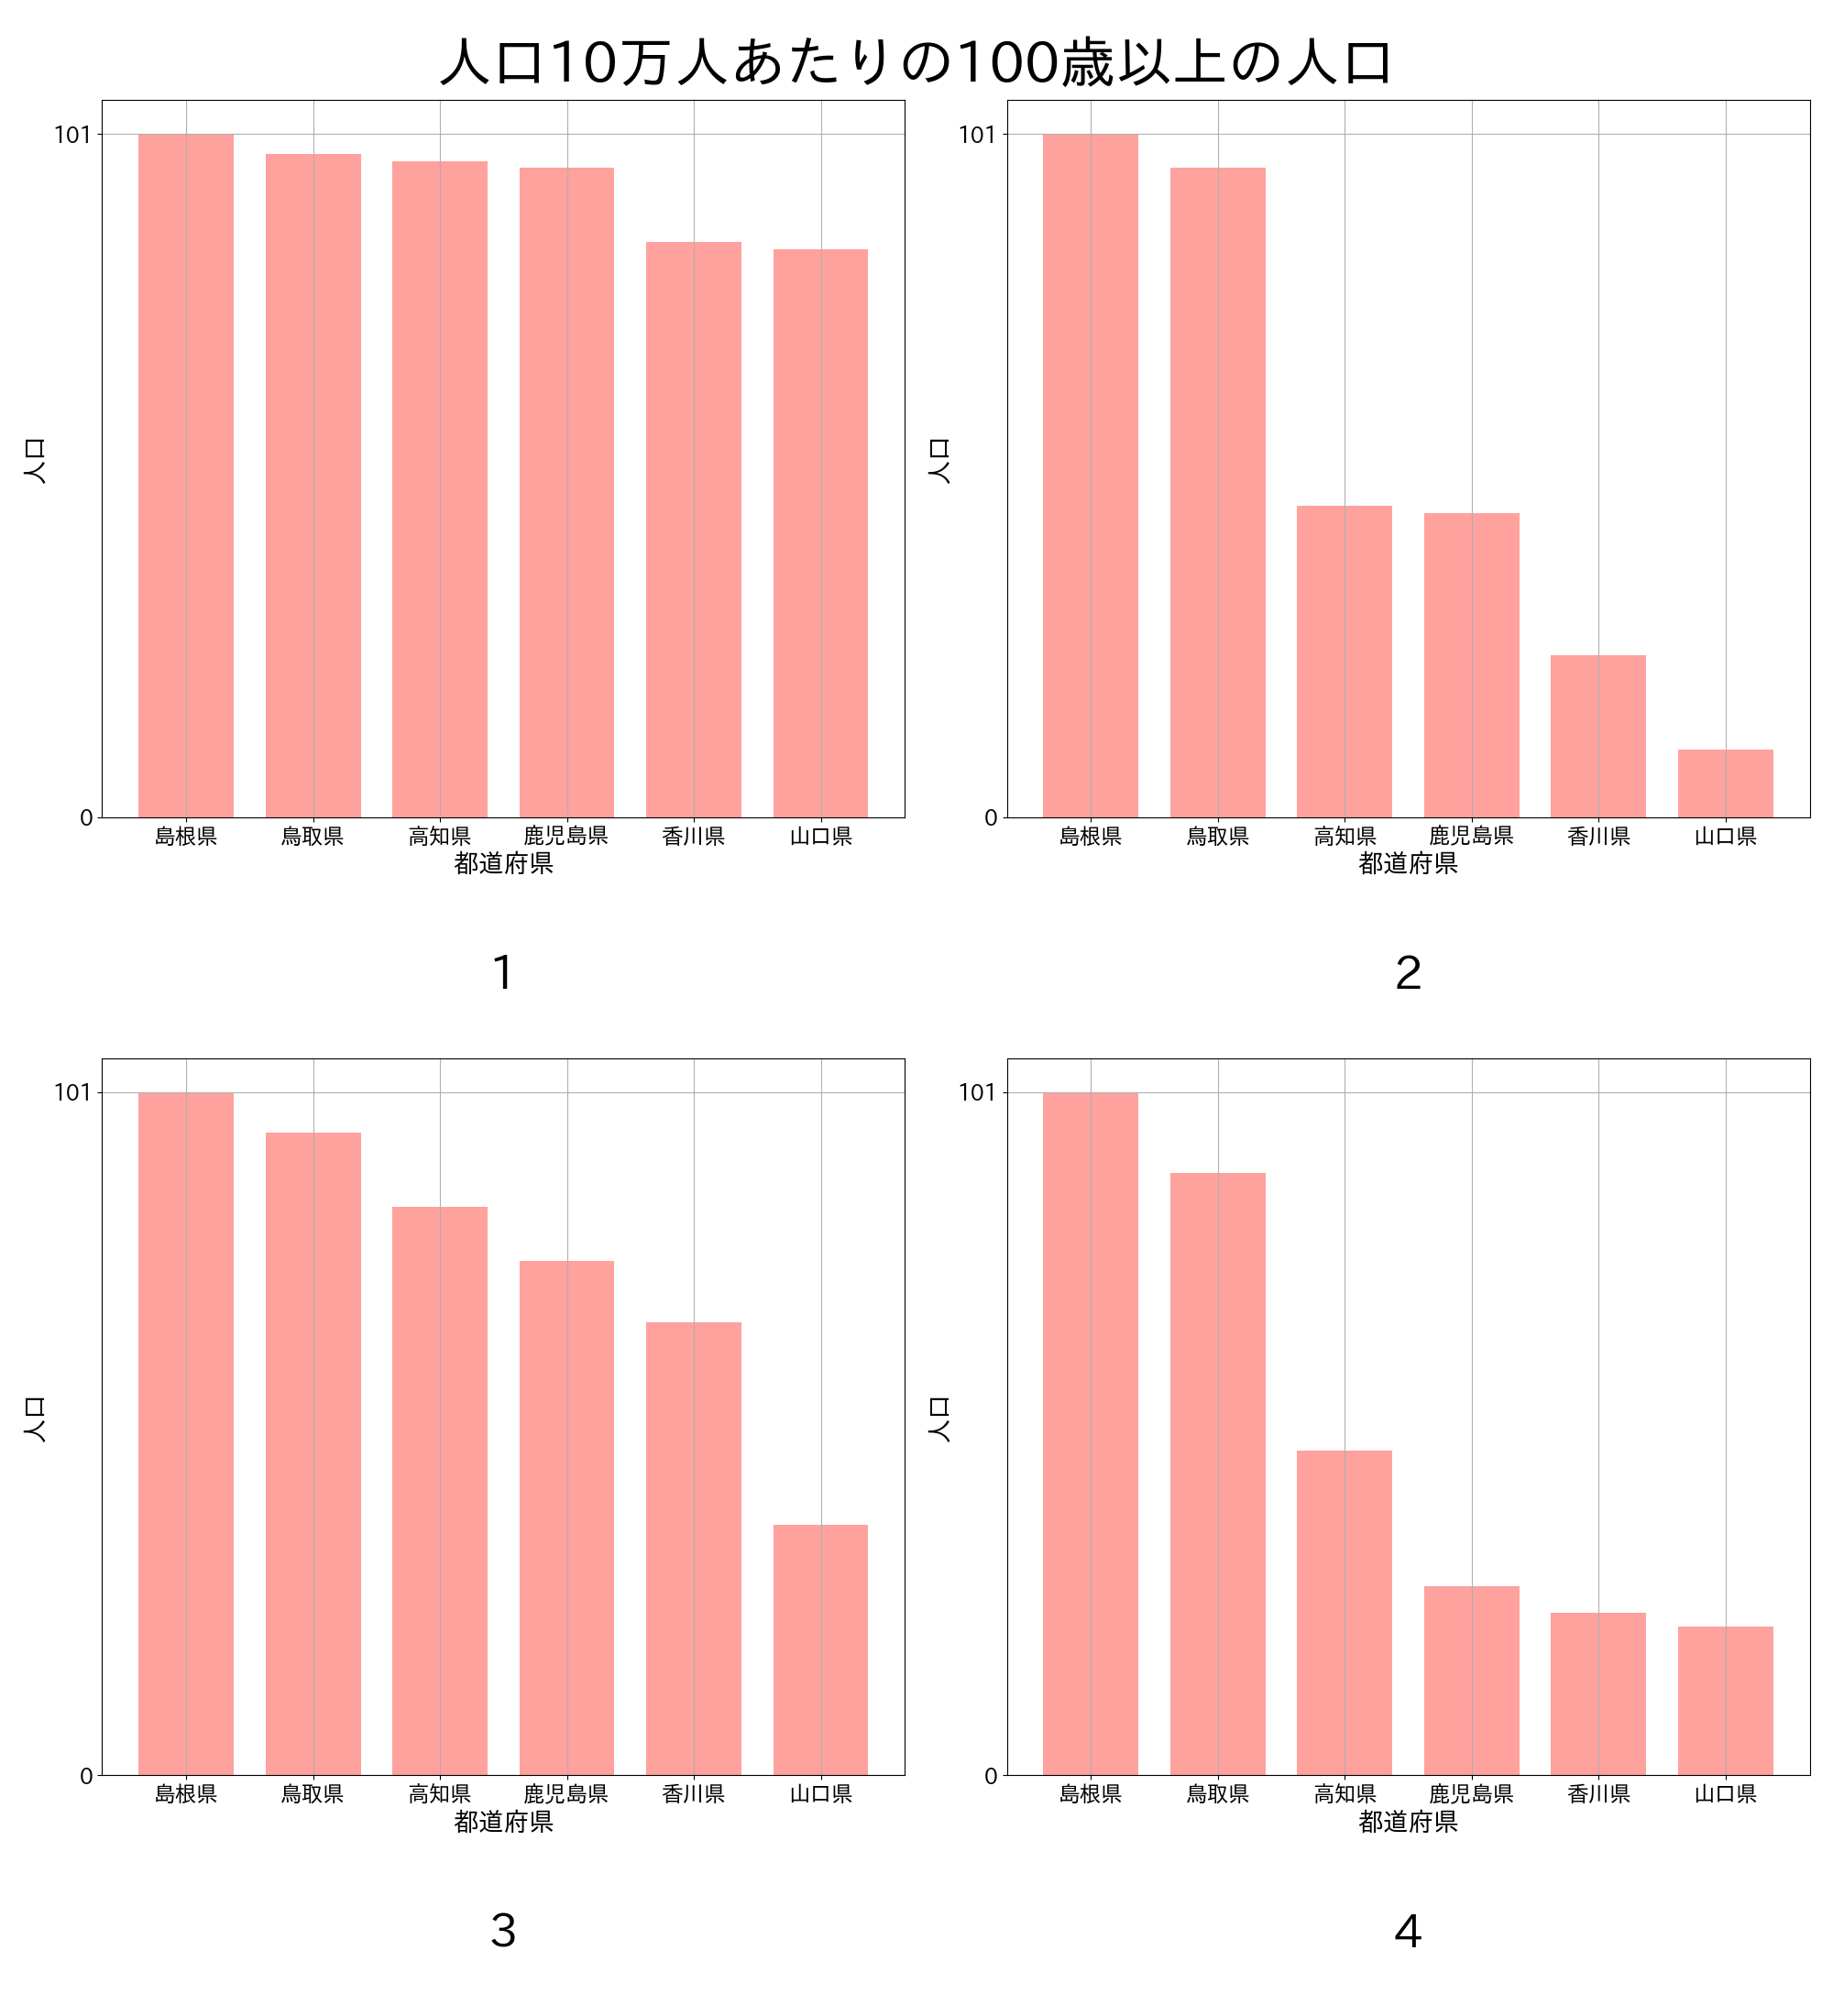 人口10万人あたりの100歳以上の人口
101
0
人口
島根県 鳥取県 高知県 鹿児島県 香川県 山口県
都道府県
1
101
0
人口
島根県 鳥取県 高知県 鹿児島県 香川県 山口県
都道府県
2
101
0
人口
島根県 鳥取県 高知県 鹿児島県 香川県 山口県
都道府県
3
101
0
人口
島根県 鳥取県 高知県 鹿児島県 香川県 山口県
都道府県
4